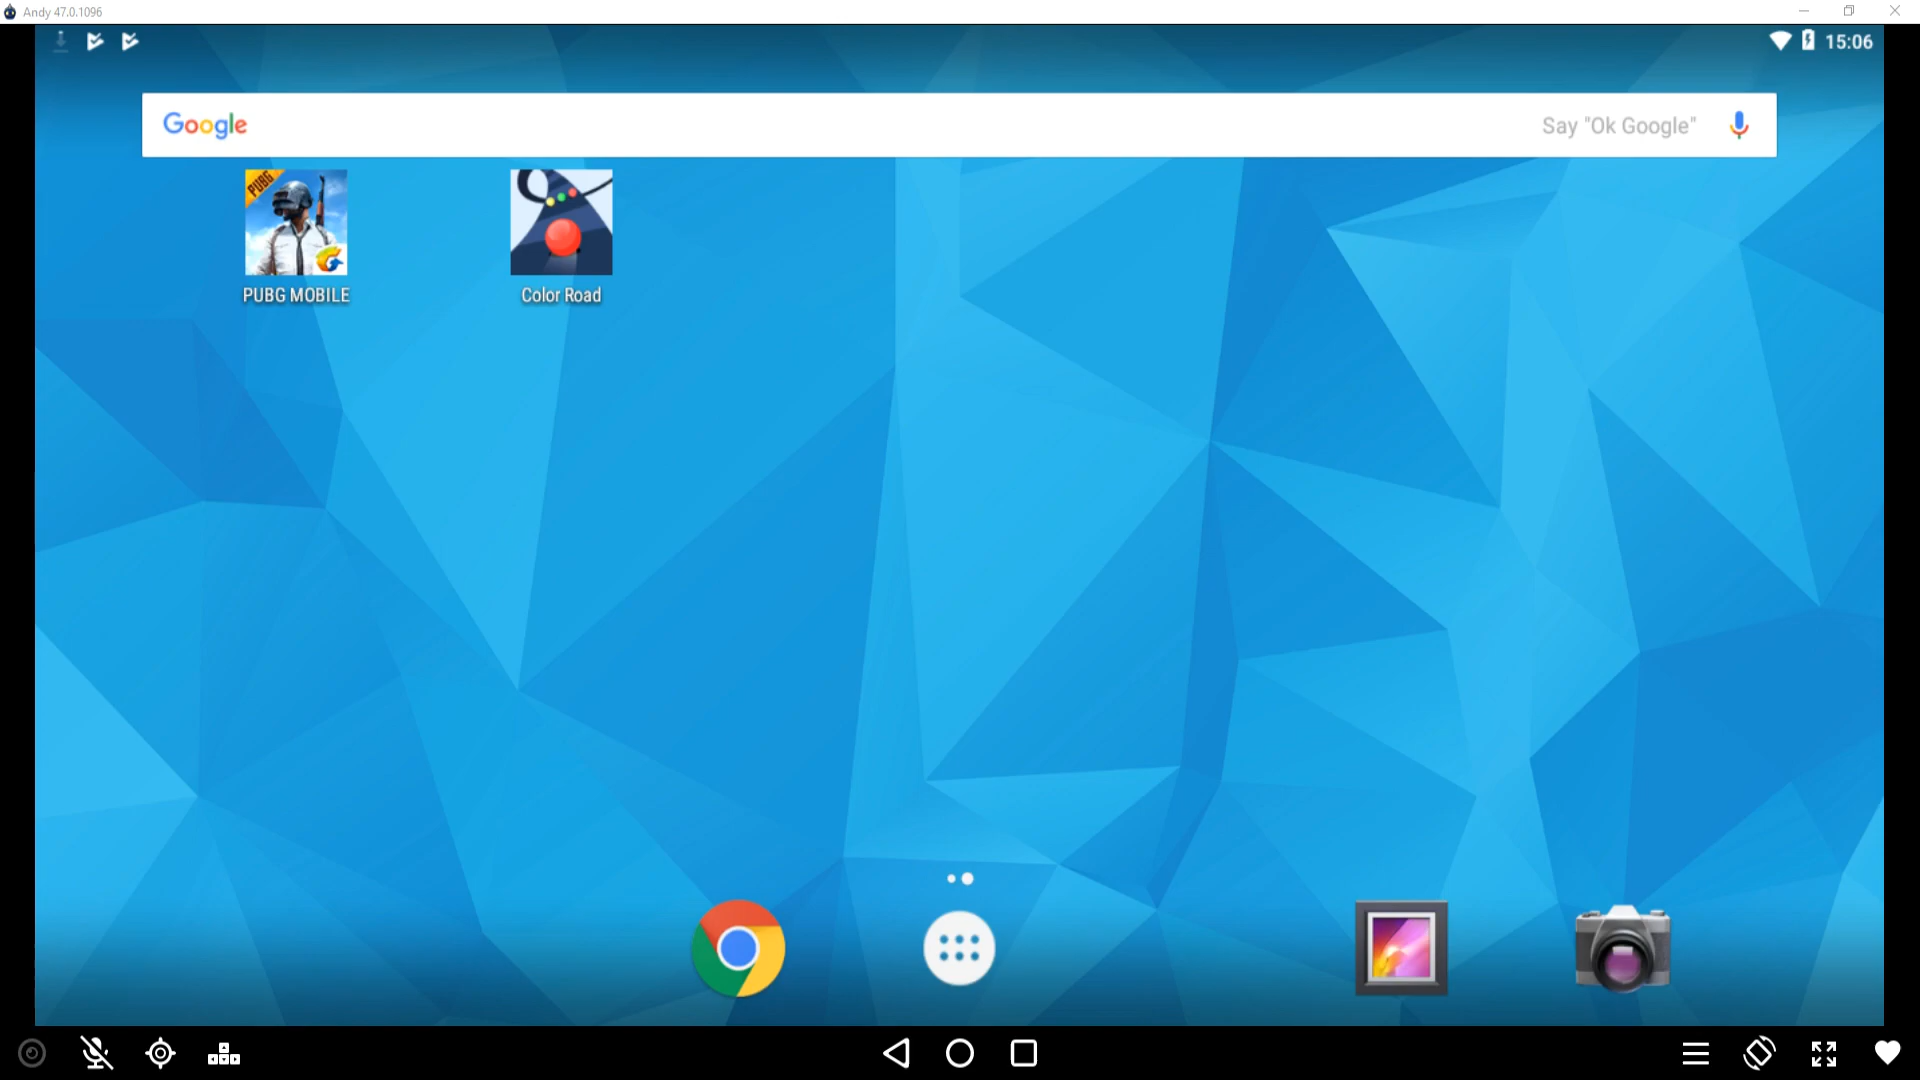 Andy 47.0.1096
15:06
Google
Say "Ok Google"
PUBG
PUBG MOBILE
Color Road